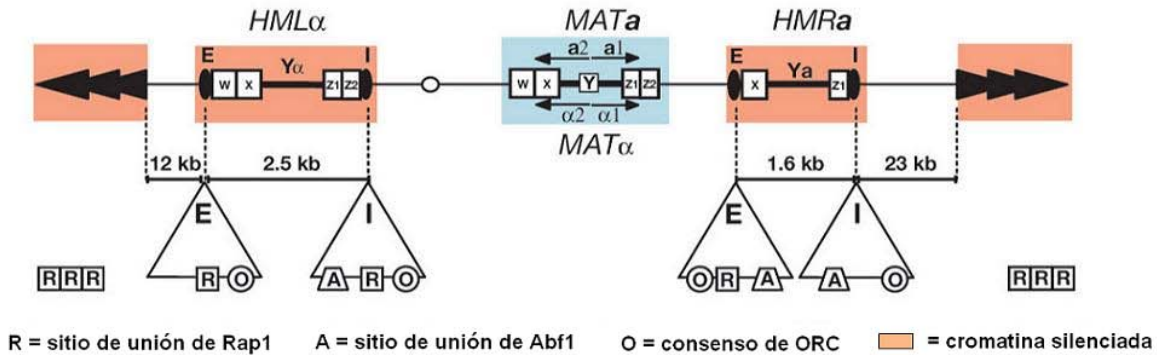 HMLα MATa HMRa
E I a2 a1 E I
W X Yα Z1 Z2 W X Y Z1 Z2 X Ya Z1
α2 α1
MATα
12 kb 2.5 kb 1.6 kb 23 kb
E I E I
R R R R O A R O O R A A O R R R
R = sitio de unión de Rap1 A = sitio de unión de Abf1 O = consenso de ORC = cromatina silenciada